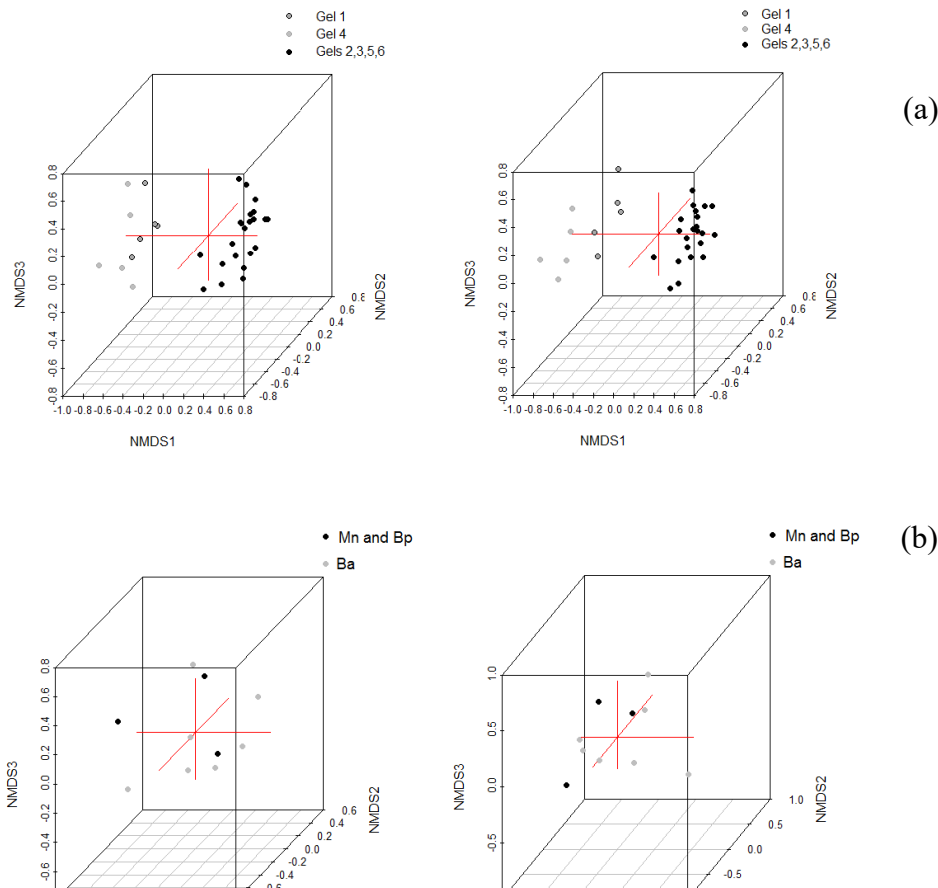 Gel 1
Gel 4
Gels 2,3,5,6
Gel 1
Gel 4
Gels 2,3,5,6
(a)
NMDS3
-0.8 -0.6 -0.4 -0.2 0.0 0.2 0.4 0.6 0.8
-1.0 -0.8 -0.6 -0.4 -0.2 0.0 0.2 0.4 0.6 0.8
NMDS1
-0.8 -0.6 -0.4 -0.2 0.0 0.2 0.4 0.6 0.8
NMDS2
NMDS3
-0.8 -0.6 -0.4 -0.2 0.0 0.2 0.4 0.6 0.8
-1.0 -0.8 -0.6 -0.4 -0.2 0.0 0.2 0.4 0.6 0.8
NMDS1
-0.8 -0.6 -0.4 -0.2 0.0 0.2 0.4 0.6 0.8
NMDS2
Mn and Bp
Ba
Mn and Bp
Ba
(b)
NMDS3
-0.6 -0.4 -0.2 0.0 0.2 0.4 0.6 0.8
-0.4 -0.2 0.0 0.2 0.4 0.6
NMDS2
NMDS3
-0.5 0.0 0.5 1.0
-0.5 0.0 0.5 1.0
NMDS2